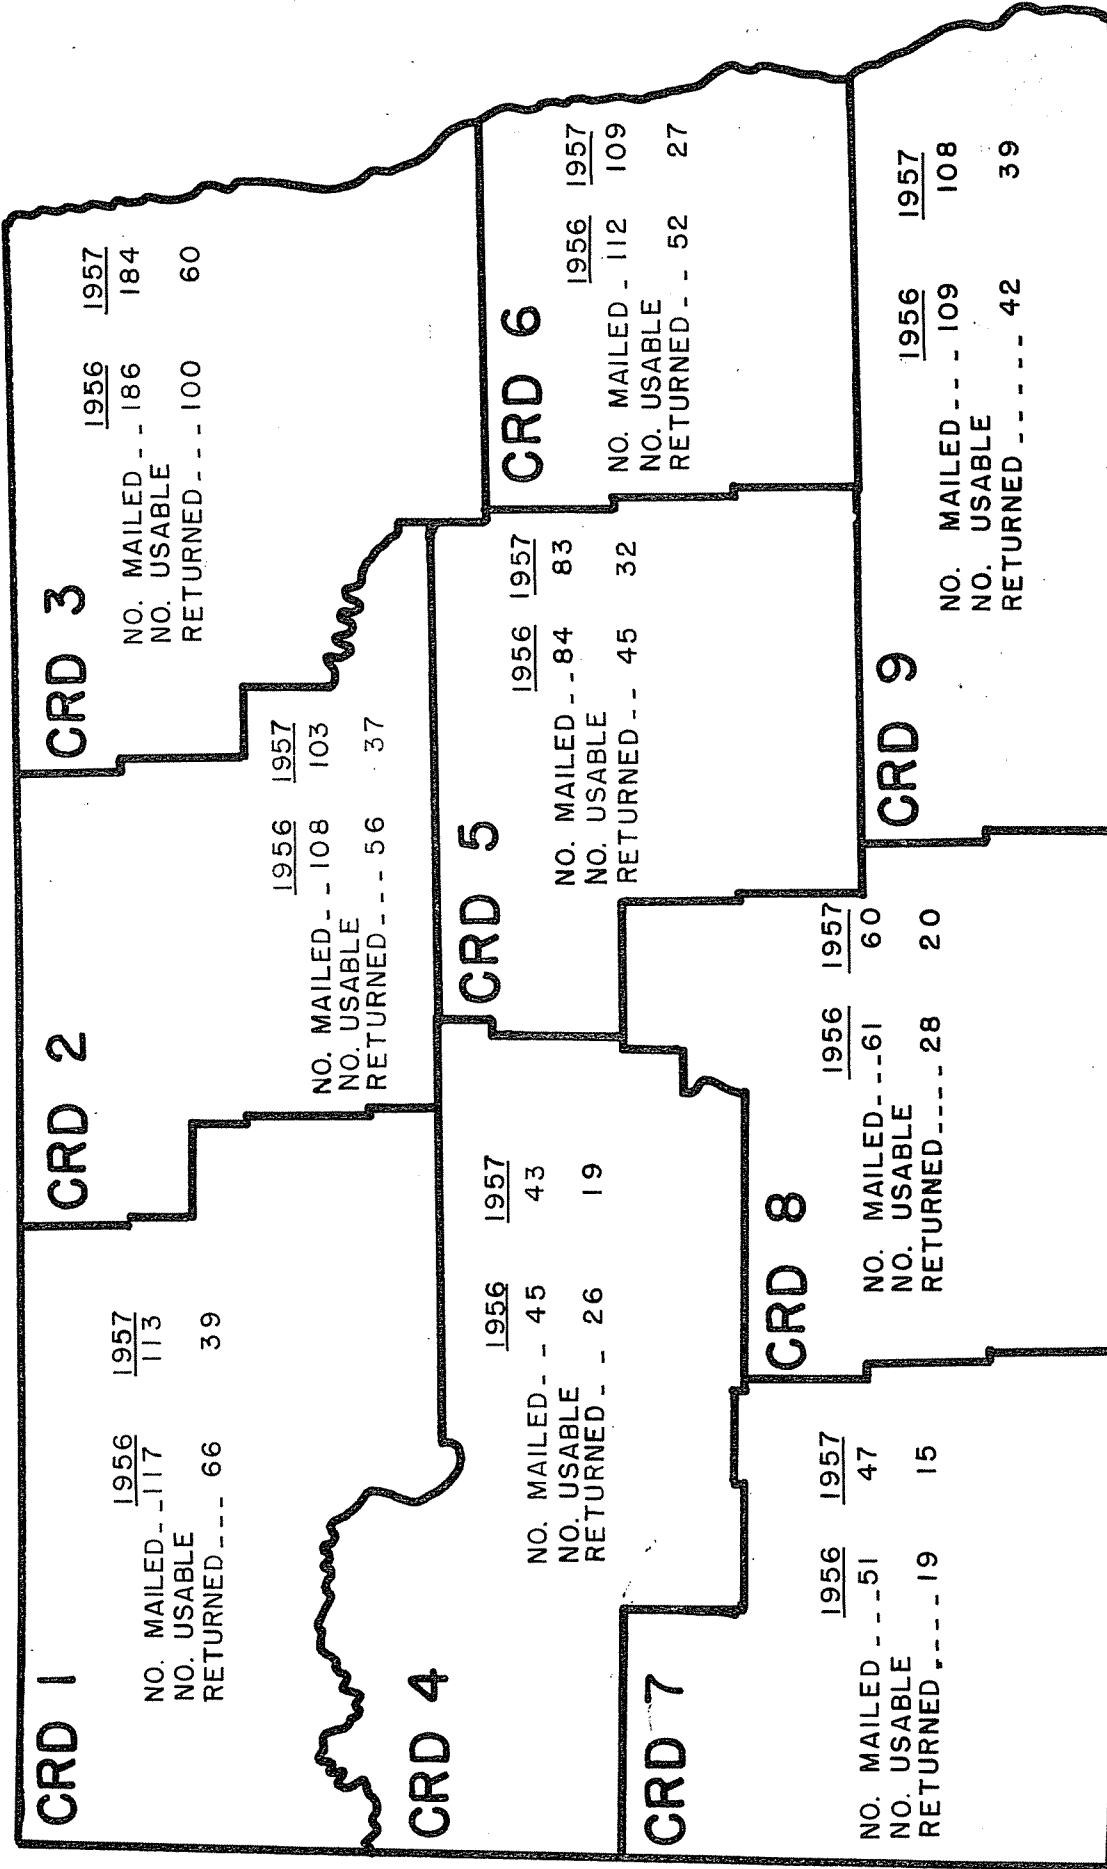 CRD 1
1956 1957
NO. MAILED _ _ 117 113
NO. USABLE
RETURNED _ _ _ 66 39
CRD 2
1956 1957
NO. MAILED _ _ 108 103
NO. USABLE
RETURNED _ _ _ 56 37
CRD 3
1956 1957
NO. MAILED _ _ 186 184
NO. USABLE
RETURNED _ _ _ 100 60
CRD 4
1956 1957
NO. MAILED _ _ 45 43
NO. USABLE
RETURNED _ _ 26 19
CRD 5
1956 1957
NO. MAILED _ _ 84 83
NO. USABLE
RETURNED _ _ 45 32
CRD 6
1956 1957
NO. MAILED _ 112 109
NO. USABLE
RETURNED _ _ 52 27
CRD 7
1956 1957
NO. MAILED _ _ _ 51 47
NO. USABLE
RETURNED _ _ _ _ 19 15
CRD 8
1956 1957
NO. MAILED _ _ _ 61 60
NO. USABLE
RETURNED _ _ _ _ 28 20
CRD 9
1956 1957
NO. MAILED _ _ _ 109 108
NO. USABLE
RETURNED _ _ _ _ _ 42 39